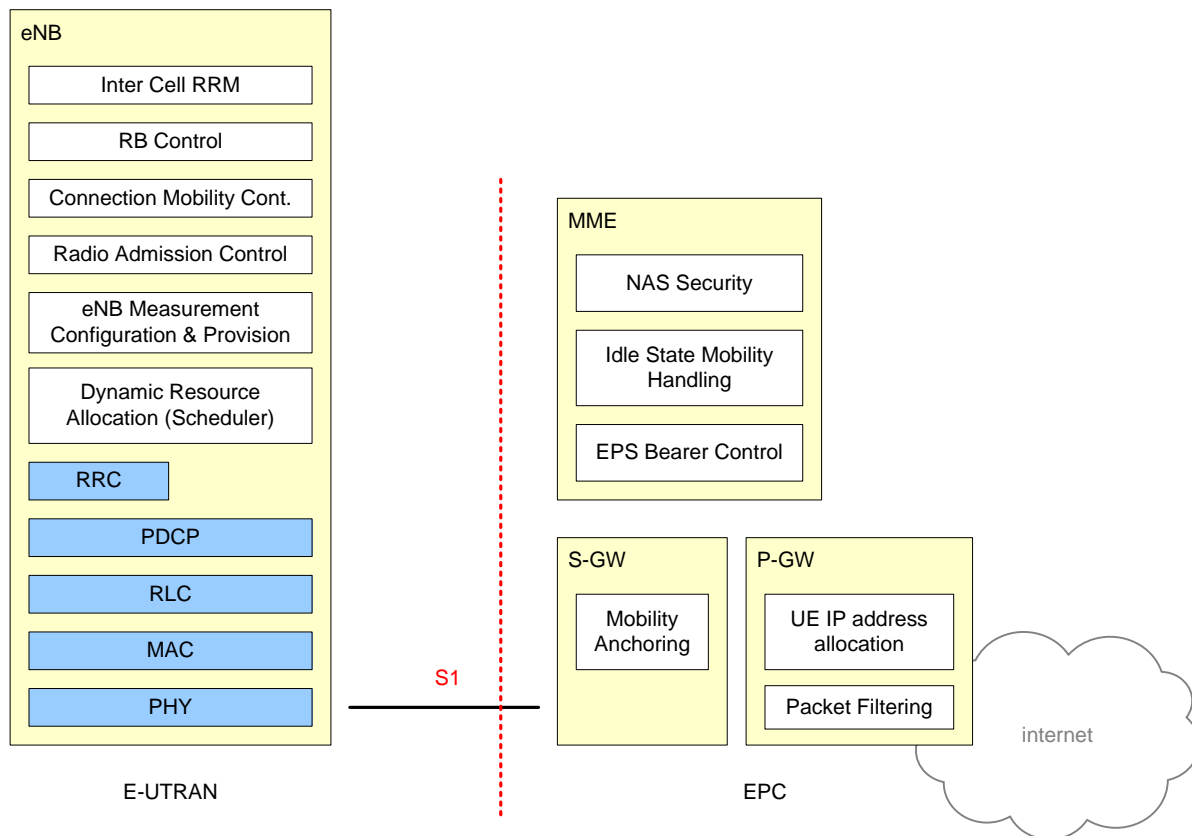 eNB
Inter Cell RRM
RB Control
Connection Mobility Cont.
Radio Admission Control
eNB Measurement
Configuration & Provision
Dynamic Resource
Allocation (Scheduler)
RRC
PDCP
RLC
MAC
PHY
S1
MME
NAS Security
Idle State Mobility
Handling
EPS Bearer Control
S-GW
Mobility
Anchoring
P-GW
UE IP address
allocation
Packet Filtering
internet
E-UTRAN
EPC